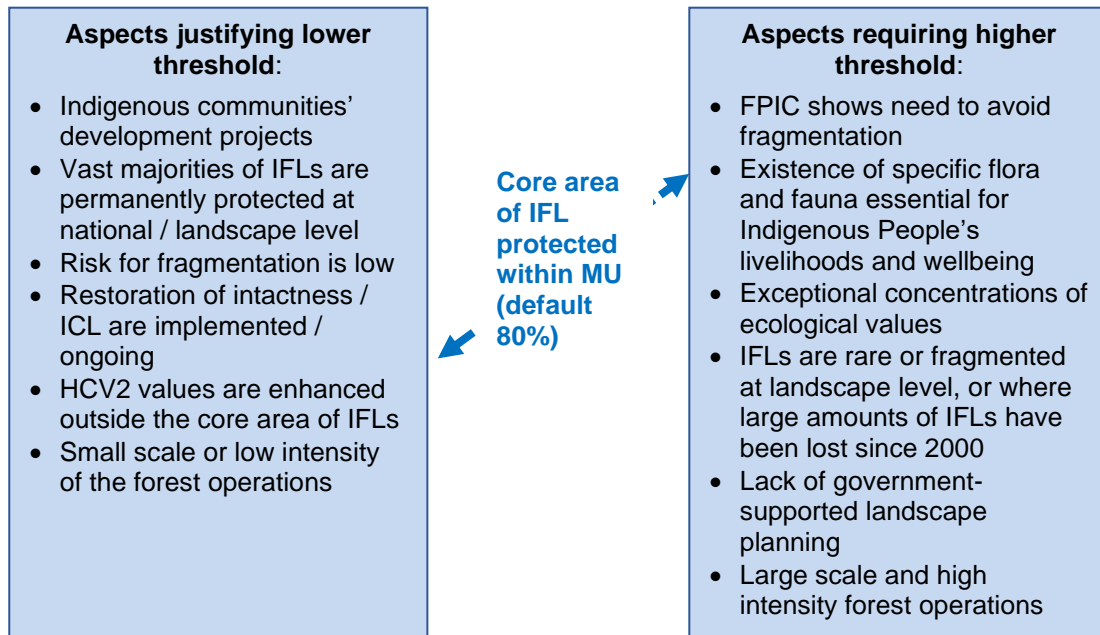 Aspects justifying lower
threshold:
• Indigenous communities’
development projects
• Vast majorities of IFLs are
permanently protected at
national / landscape level
• Risk for fragmentation is low
• Restoration of intactness /
ICL are implemented /
ongoing
• HCV2 values are enhanced
outside the core area of IFLs
• Small scale or low intensity
of the forest operations
Core area
of IFL
protected
within MU
(default
80%)
Aspects requiring higher
threshold:
• FPIC shows need to avoid
fragmentation
• Existence of specific flora
and fauna essential for
Indigenous People’s
livelihoods and wellbeing
• Exceptional concentrations of
ecological values
• IFLs are rare or fragmented
at landscape level, or where
large amounts of IFLs have
been lost since 2000
• Lack of government-
supported landscape
planning
• Large scale and high
intensity forest operations